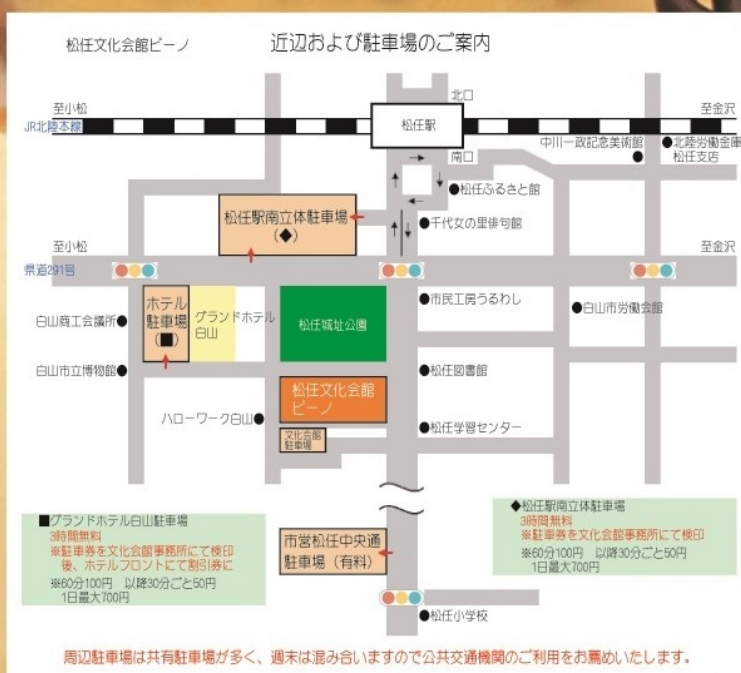 松任文化会館ピーノ
近辺および駐車場のご案内
北口
至小松
至金沢
JR北陸本線
松任駅
南口
中川一政記念美術館
北陸労働金庫
松任支店
松任ふるさと館
松任駅南立体駐車場
(◆)
千代女の里俳句館
至小松
至金沢
県道291号
ホテル
駐車場
(■)
グランドホテル
白山
松任城址公園
市民工房うるわし
白山市労働会館
白山商工会議所
白山市立博物館
松任図書館
松任文化会館
ピーノ
ハローワーク白山
文化会館
駐車場
松任学習センター
■グランドホテル白山駐車場
3時間無料
※駐車券を文化会館事務所にて検印
後、ホテルフロントにて割引券に
※60分100円 以降30分ごと50円
1日最大700円
市営松任中央通
駐車場(有料)
◆松任駅南立体駐車場
3時間無料
※駐車券を文化会館事務所にて検印
※60分100円 以降30分ごと50円
1日最大700円
松任小学校
周辺駐車場は共有駐車場が多く、週末は混み合いますので公共交通機関のご利用をお薦めいたします。